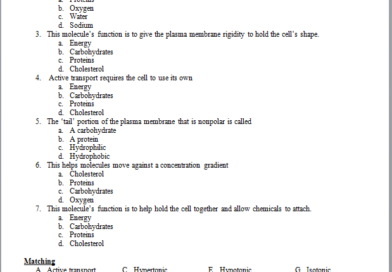 a. Proteins
b. Oxygen
c. Water
d. Sodium
3. This molecule's function is to give the plasma membrane rigidity to hold the cell's shape.
a. Energy
b. Carbohydrates
c. Proteins
d. Cholesterol
4. Active transport requires the cell to use its own
a. Energy
b. Carbohydrates
c. Proteins
d. Cholesterol
5. The 'tail' portion of the plasma membrane that is nonpolar is called
a. A carbohydrate
b. A protein
c. Hydrophilic
d. Hydrophobic
6. This helps molecules move against a concentration gradient
a. Cholesterol
b. Proteins
c. Carbohydrates
d. Oxygen
7. This molecule's function is to help hold the cell together and allow chemicals to attach.
a. Energy
b. Carbohydrates
c. Proteins
d. Cholesterol
Matching
A. Active transport C. Hypertonic E. Hypotonic G. Isotonic